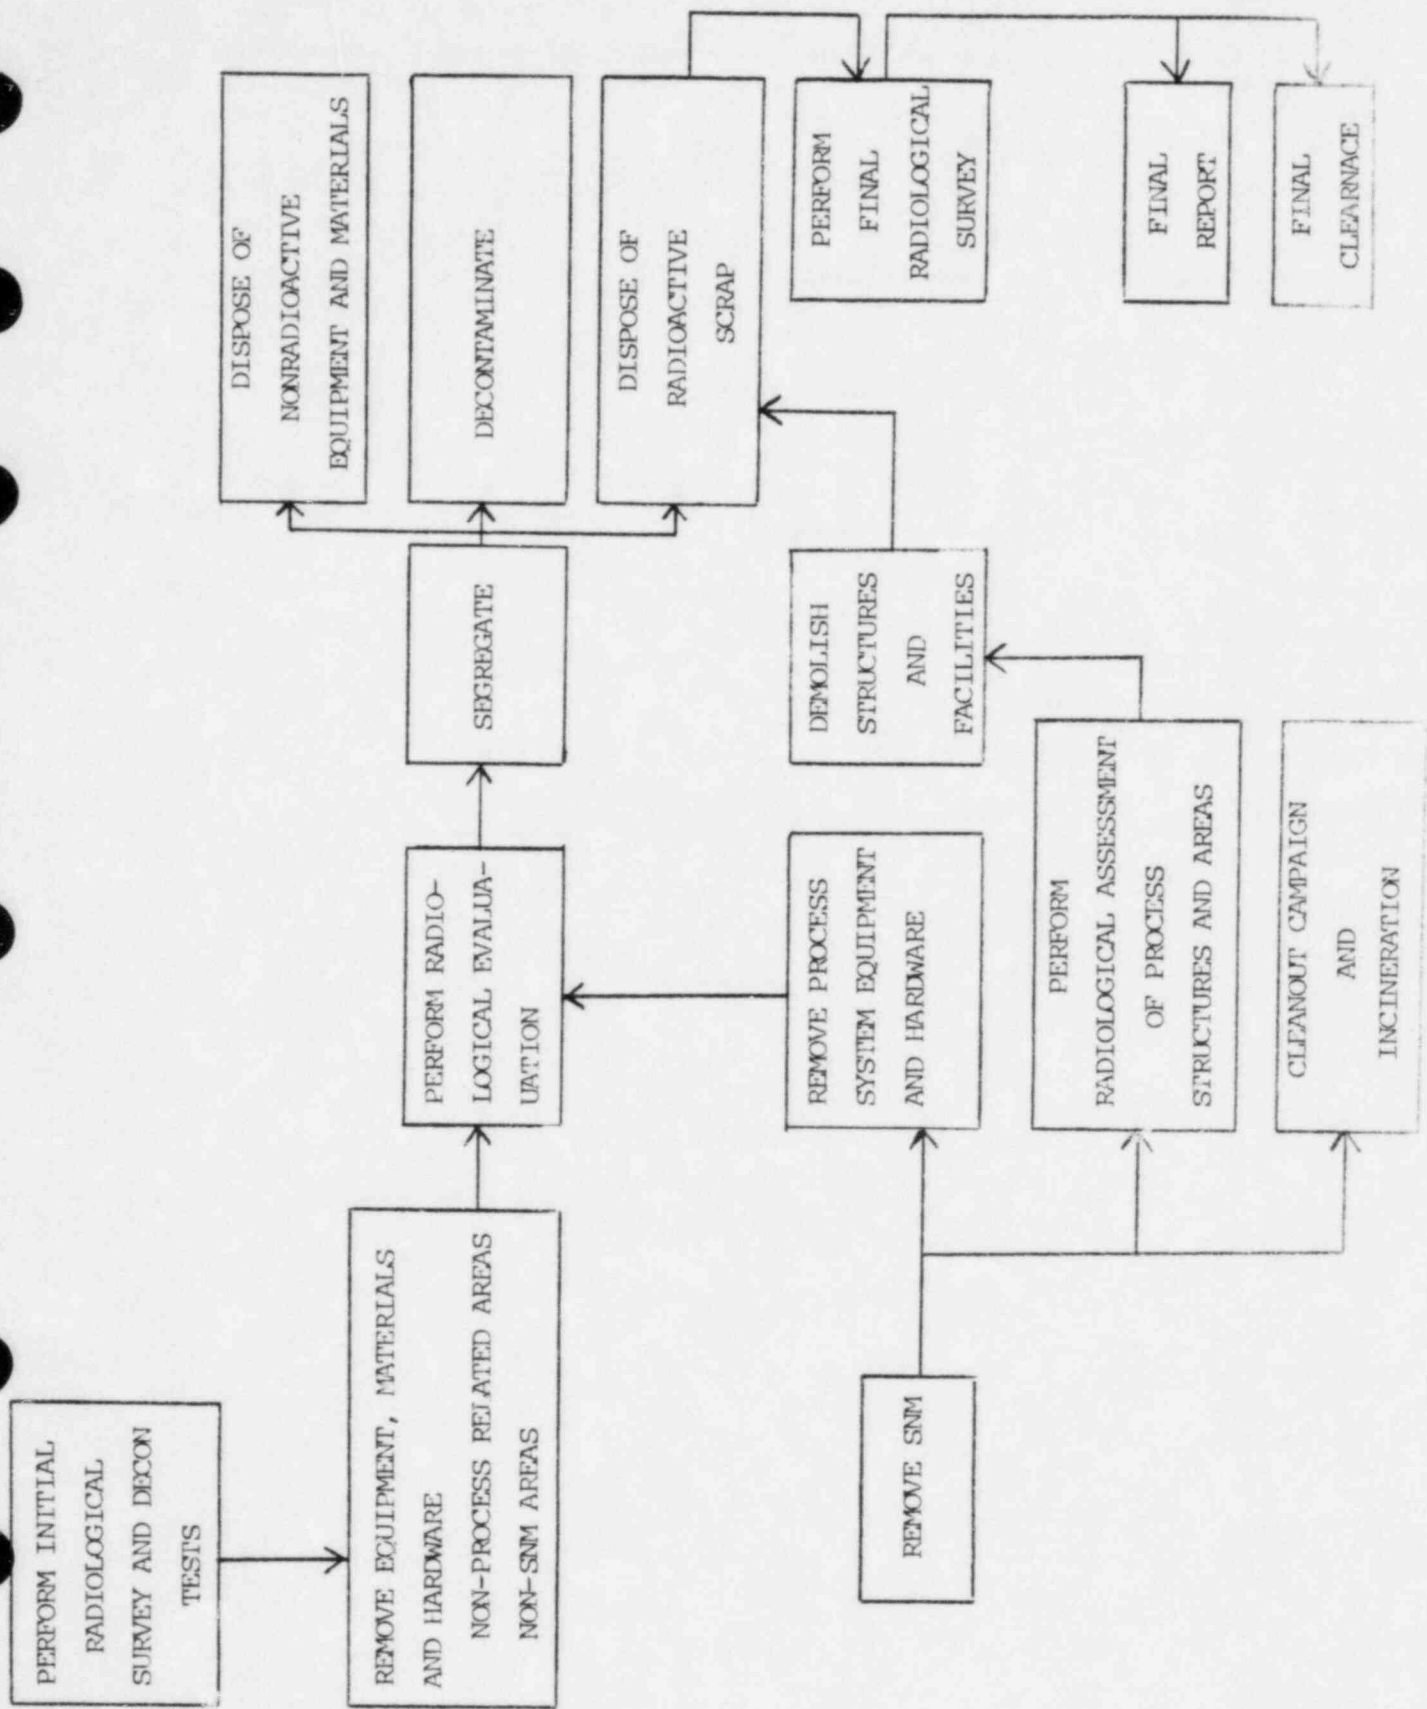 PERFORM INITIAL
RADIOLOGICAL
SURVEY AND DECON
TESTS
REMOVE EQUIPMENT, MATERIALS
AND HARDWARE
NON-PROCESS RELATED AREAS
NON-SNM AREAS
PERFORM RADIO-
LOGICAL EVALUA-
UATION
SEGREGATE
DISPOSE OF
NONRADIOACTIVE
EQUIPMENT AND MATERIALS
DECONTAMINATE
DISPOSE OF
RADIOACTIVE
SCRAP
REMOVE SNM
REMOVE PROCESS
SYSTEM EQUIPMENT
AND HARDWARE
PERFORM
RADIOLOGICAL ASSESSMENT
OF PROCESS
STRUCTURES AND AREAS
CLEANOUT CAMPAIGN
AND
INCINERATION
DEMOLISH
STRUCTURES
AND
FACILITIES
PERFORM
FINAL
RADIOLOGICAL
SURVEY
FINAL
REPORT
FINAL
CLEARNACE